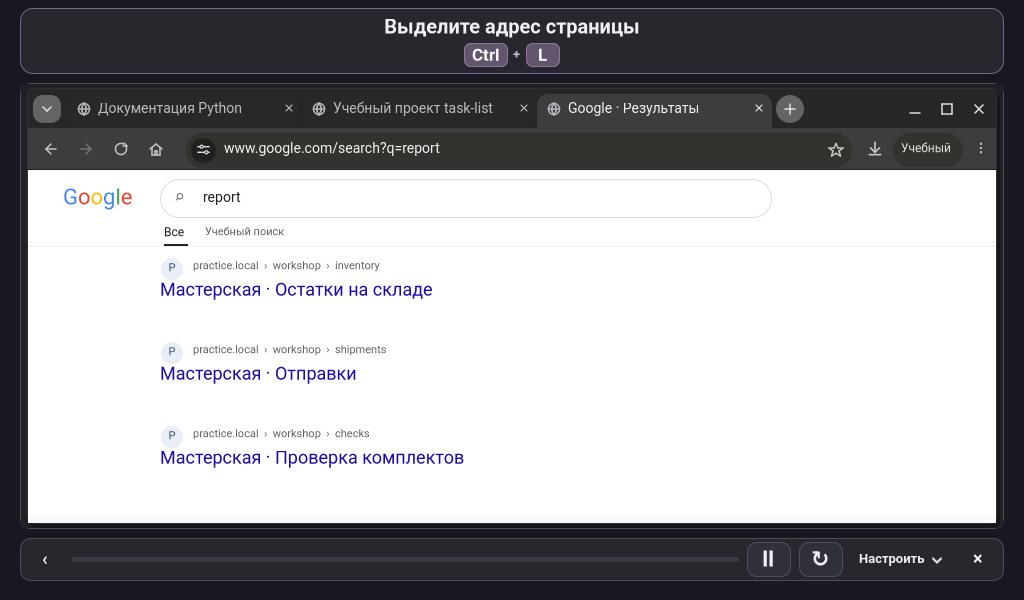 Выделите адрес страницы
Ctrl + L
Документация Python
Учебный проект task-list
Google · Результаты
www.google.com/search?q=report
Учебный
Google
report
Все
Учебный поиск
P
practice.local › workshop › inventory
Мастерская · Остатки на складе
P
practice.local › workshop › shipments
Мастерская · Отправки
P
practice.local › workshop › checks
Мастерская · Проверка комплектов
Настроить